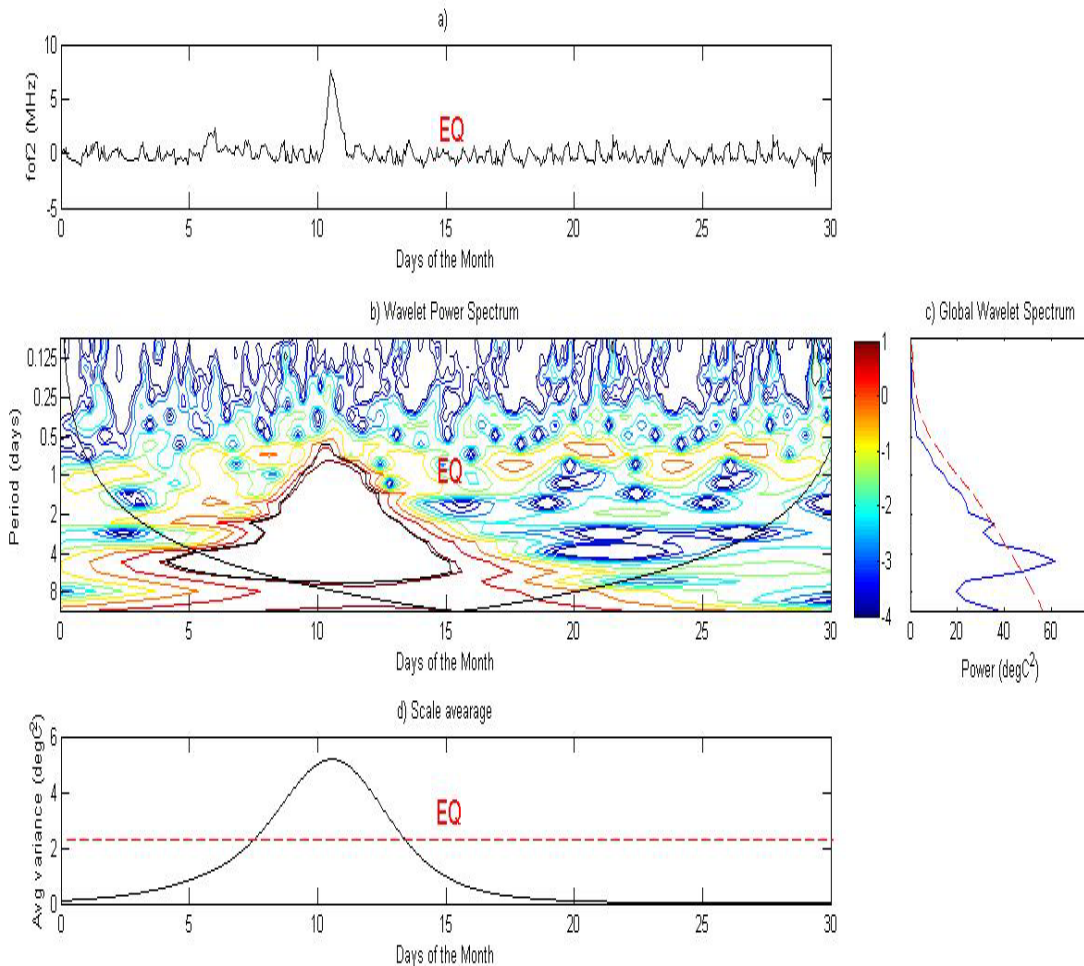 a)
10
5
0
-5
fof2 (MHz)
EQ
0 5 10 15 20 25 30
Days of the Month
b) Wavelet Power Spectrum
0.125
0.25
0.5
1
2
4
8
Period (days)
EQ
0 5 10 15 20 25 30
Days of the Month
1
0
-1
-2
-3
-4
c) Global Wavelet Spectrum
0 20 40 60
Power (degC²)
d) Scale avearage
6
4
2
0
Avg variance (degC²)
EQ
0 5 10 15 20 25 30
Days of the Month